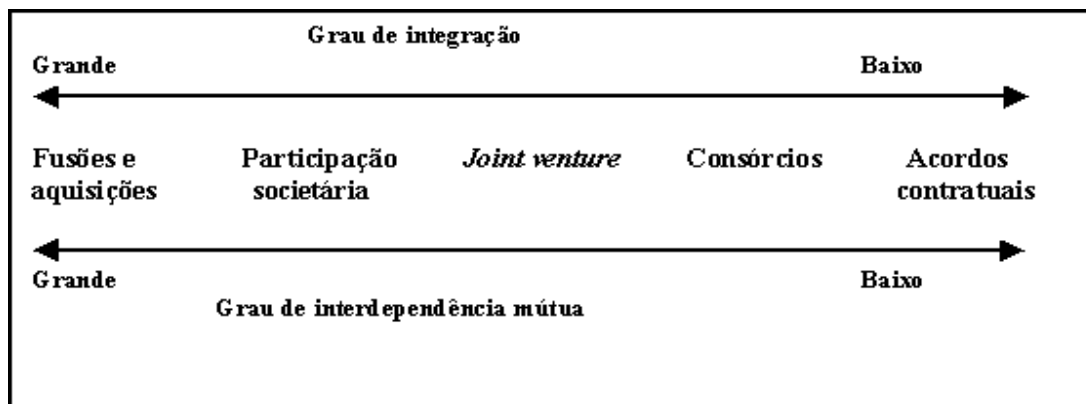 Grau de integração
Grande Baixo
Fusões e Participação Joint venture Consórcios Acordos
aquisições societária contratuais
Grande Baixo
Grau de interdependência mútua